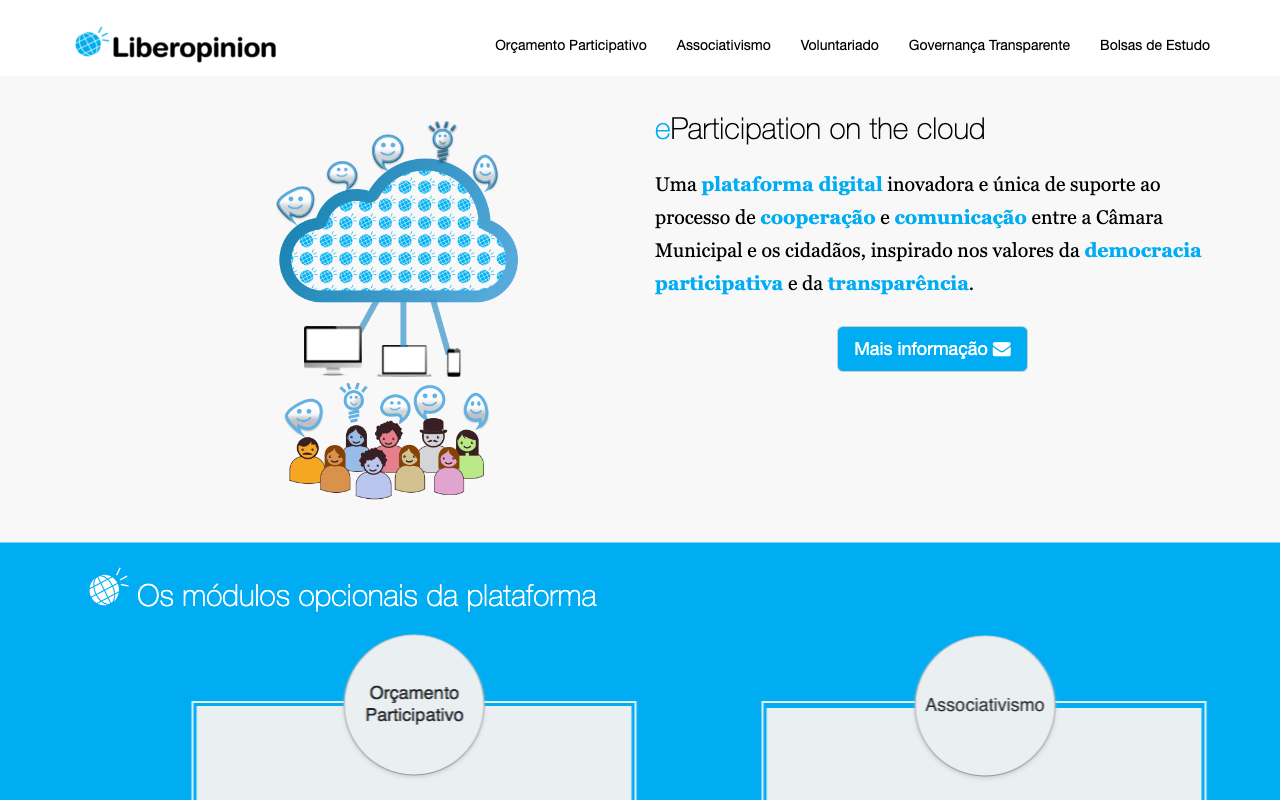 Liberopinion
Orçamento Participativo
Associativismo
Voluntariado
Governança Transparente
Bolsas de Estudo
eParticipation on the cloud
Uma plataforma digital inovadora e única de suporte ao
processo de cooperação e comunicação entre a Câmara
Municipal e os cidadãos, inspirado nos valores da democracia
participativa e da transparência.
Mais informação
Os módulos opcionais da plataforma
Orçamento
Participativo
Associativismo